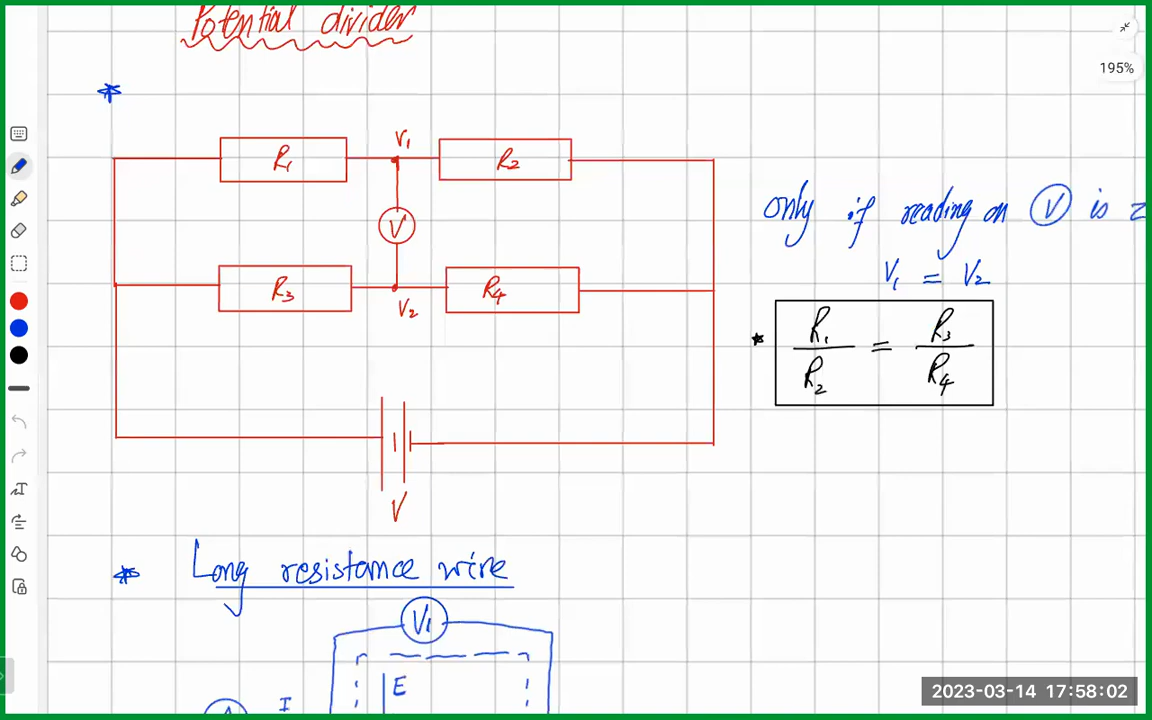 Potential divider
195%
*
V1
R1
R2
V
only if reading on V is
V1 = V2
R3
R4
V2
* R1/R2 = R3/R4
V
* Long resistance wire
V1
E
I
A
2023-03-14 17:58:02